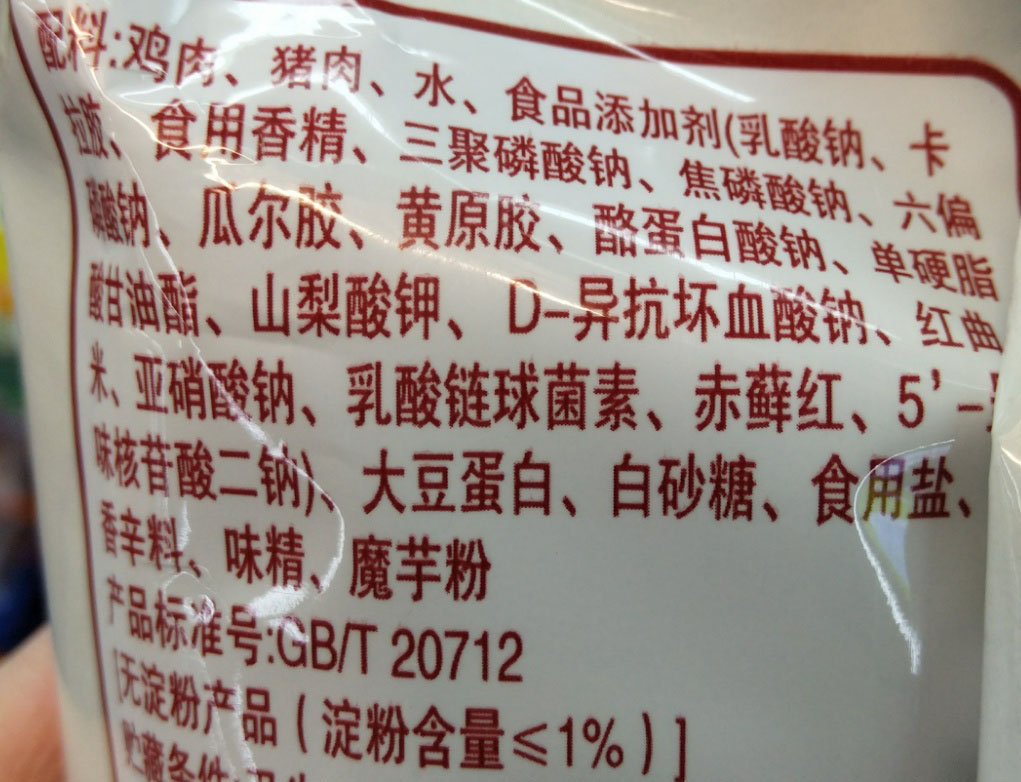 配料:鸡肉、猪肉、水、食品添加剂(乳酸钠、卡
拉胶、食用香精、三聚磷酸钠、焦磷酸钠、六偏
磷酸钠、瓜尔胶、黄原胶、酪蛋白酸钠、单硬脂
酸甘油酯、山梨酸钾、D-异抗坏血酸钠、红曲
米、亚硝酸钠、乳酸链球菌素、赤藓红、5'-
味核苷酸二钠)、大豆蛋白、白砂糖、食用盐、
香辛料、味精、魔芋粉
产品标准号:GB/T 20712
[无淀粉产品(淀粉含量≤1%)]
贮藏条件: